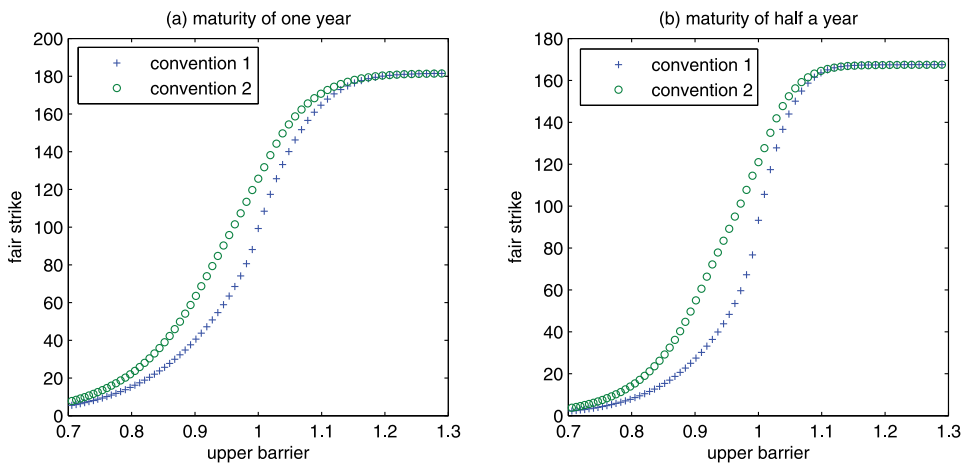 (a) maturity of one year
200
180
160
140
120
100
80
60
40
20
0
fair strike
convention 1
convention 2
0.7 0.8 0.9 1 1.1 1.2 1.3
upper barrier
(b) maturity of half a year
180
160
140
120
100
80
60
40
20
0
fair strike
convention 1
convention 2
0.7 0.8 0.9 1 1.1 1.2 1.3
upper barrier